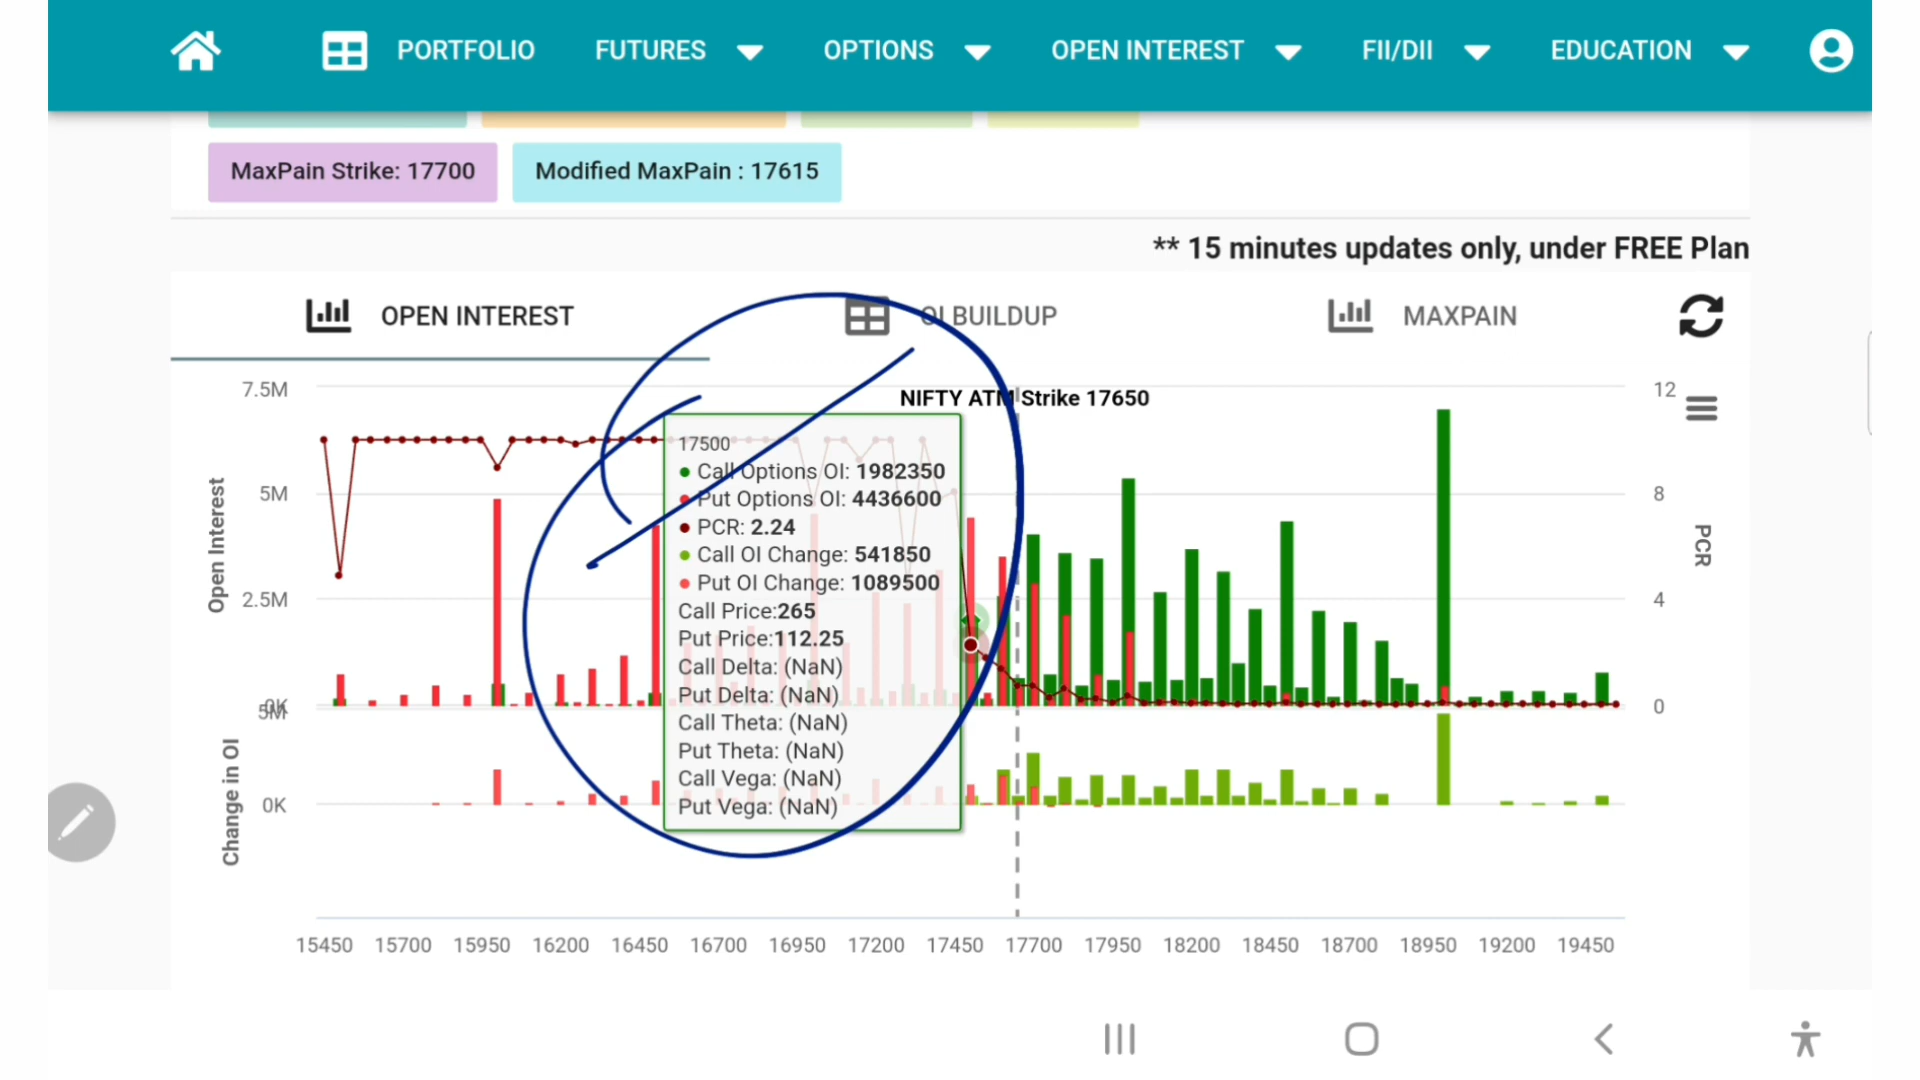 PORTFOLIO FUTURES OPTIONS OPEN INTEREST FII/DII EDUCATION
MaxPain Strike: 17700 Modified MaxPain : 17615
** 15 minutes updates only, under FREE Plan
OPEN INTEREST OI BUILDUP MAXPAIN
NIFTY ATM Strike 17650
7.5M
5M
2.5M
0K
5M
0K
Open Interest
Change in OI
12
8
4
0
PCR
17500
Call Options OI: 1982350
Put Options OI: 4436600
PCR: 2.24
Call OI Change: 541850
Put OI Change: 1089500
Call Price:265
Put Price:112.25
Call Delta: (NaN)
Put Delta: (NaN)
Call Theta: (NaN)
Put Theta: (NaN)
Call Vega: (NaN)
Put Vega: (NaN)
15450 15700 15950 16200 16450 16700 16950 17200 17450 17700 17950 18200 18450 18700 18950 19200 19450